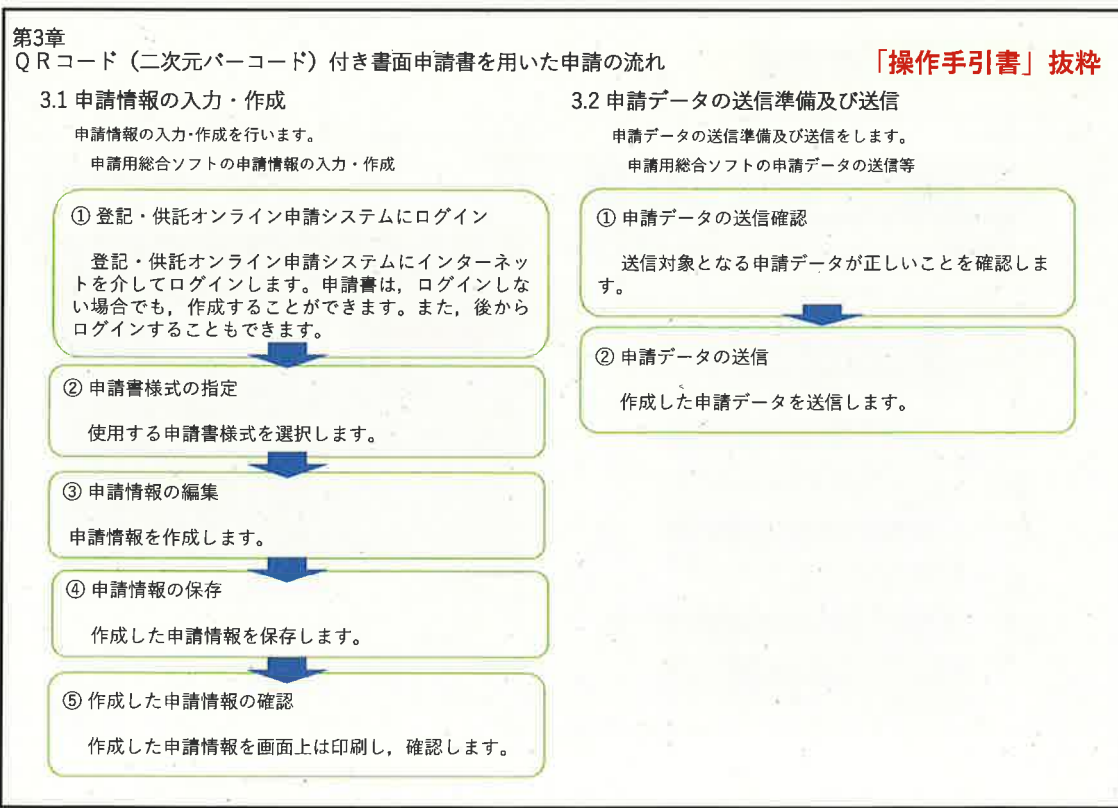 第3章
QRコード（二次元バーコード）付き書面申請書を用いた申請の流れ
「操作手引書」抜粋
3.1 申請情報の入力・作成
申請情報の入力･作成を行います。
申請用総合ソフトの申請情報の入力・作成
① 登記・供託オンライン申請システムにログイン
登記・供託オンライン申請システムにインターネッ
トを介してログインします。申請書は，ログインしな
い場合でも，作成することができます。また，後から
ログインすることもできます。
② 申請書様式の指定
使用する申請書様式を選択します。
③ 申請情報の編集
申請情報を作成します。
④ 申請情報の保存
作成した申請情報を保存します。
⑤ 作成した申請情報の確認
作成した申請情報を画面上は印刷し，確認します。
3.2 申請データの送信準備及び送信
申請データの送信準備及び送信をします。
申請用総合ソフトの申請データの送信等
① 申請データの送信確認
送信対象となる申請データが正しいことを確認しま
す。
② 申請データの送信
作成した申請データを送信します。